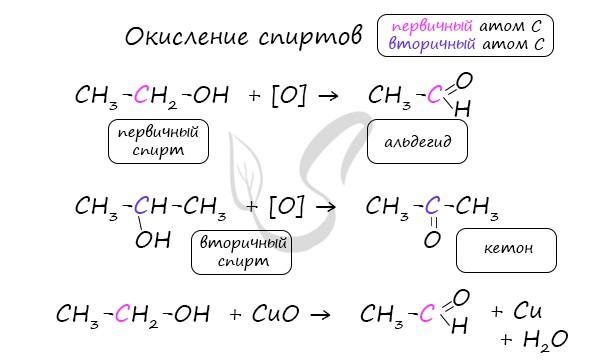 Окисление спиртов
первичный атом С
вторичный атом С
CH₃-CH₂-OH + [O] → CH₃-C=O
H
первичный
спирт
альдегид
CH₃-CH-CH₃ + [O] → CH₃-C-CH₃
OH
O
вторичный
спирт
кетон
CH₃-CH₂-OH + CuO → CH₃-C=O + Cu
H
+ H₂O